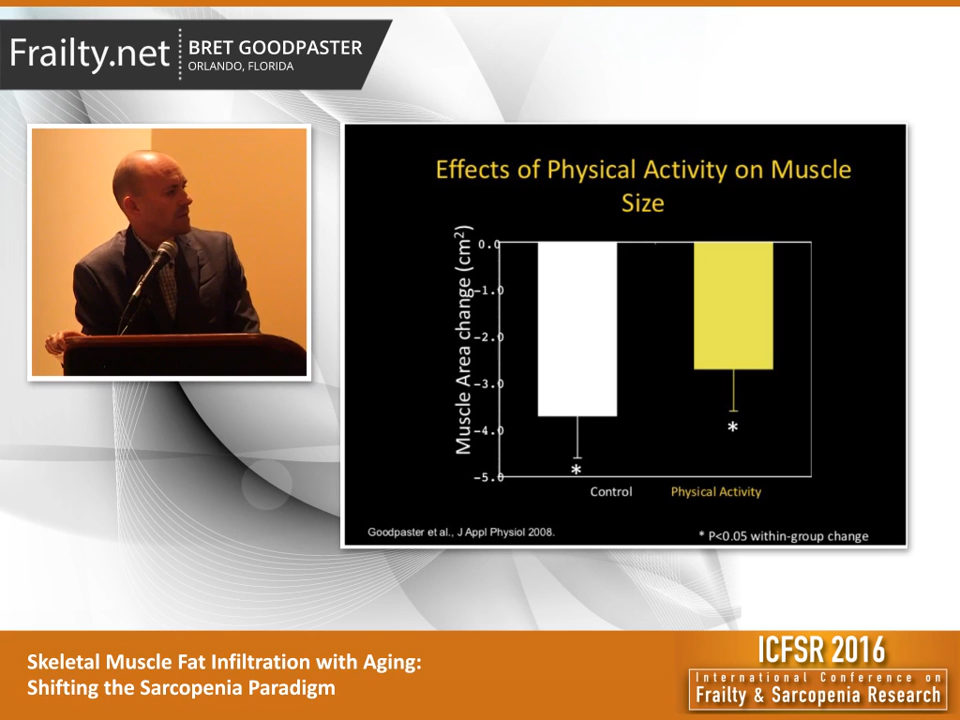 Frailty.net
BRET GOODPASTER
ORLANDO, FLORIDA
Effects of Physical Activity on Muscle
Size
Muscle Area change (cm²)
0.0
-1.0
-2.0
-3.0
-4.0
-5.0
*
*
Control
Physical Activity
Goodpaster et al., J Appl Physiol 2008.
* P<0.05 within-group change
Skeletal Muscle Fat Infiltration with Aging:
Shifting the Sarcopenia Paradigm
ICFSR 2016
International Conference on
Frailty & Sarcopenia Research